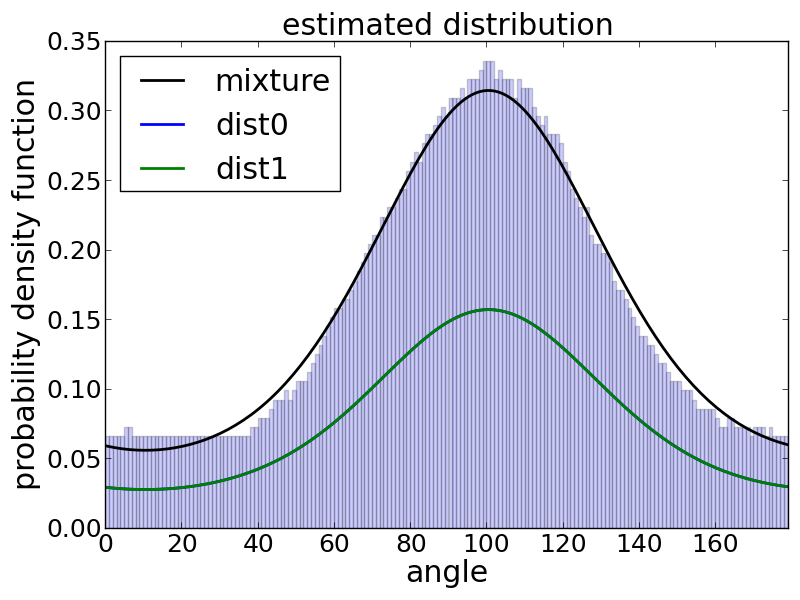 estimated distribution
0.35
0.30
0.25
0.20
0.15
0.10
0.05
0.00
probability density function
mixture
dist0
dist1
0 20 40 60 80 100 120 140 160
angle